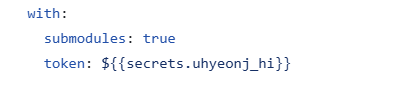 with:
submodules: true
token: ${{secrets.uhyeonj_hi}}